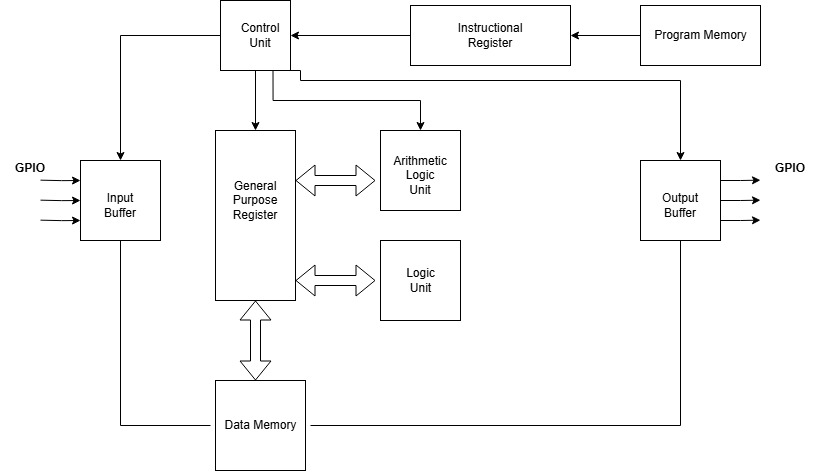 Control
Unit
Instructional
Register
Program Memory
GPIO
Input
Buffer
General
Purpose
Register
Arithmetic
Logic
Unit
Logic
Unit
Output
Buffer
GPIO
Data Memory